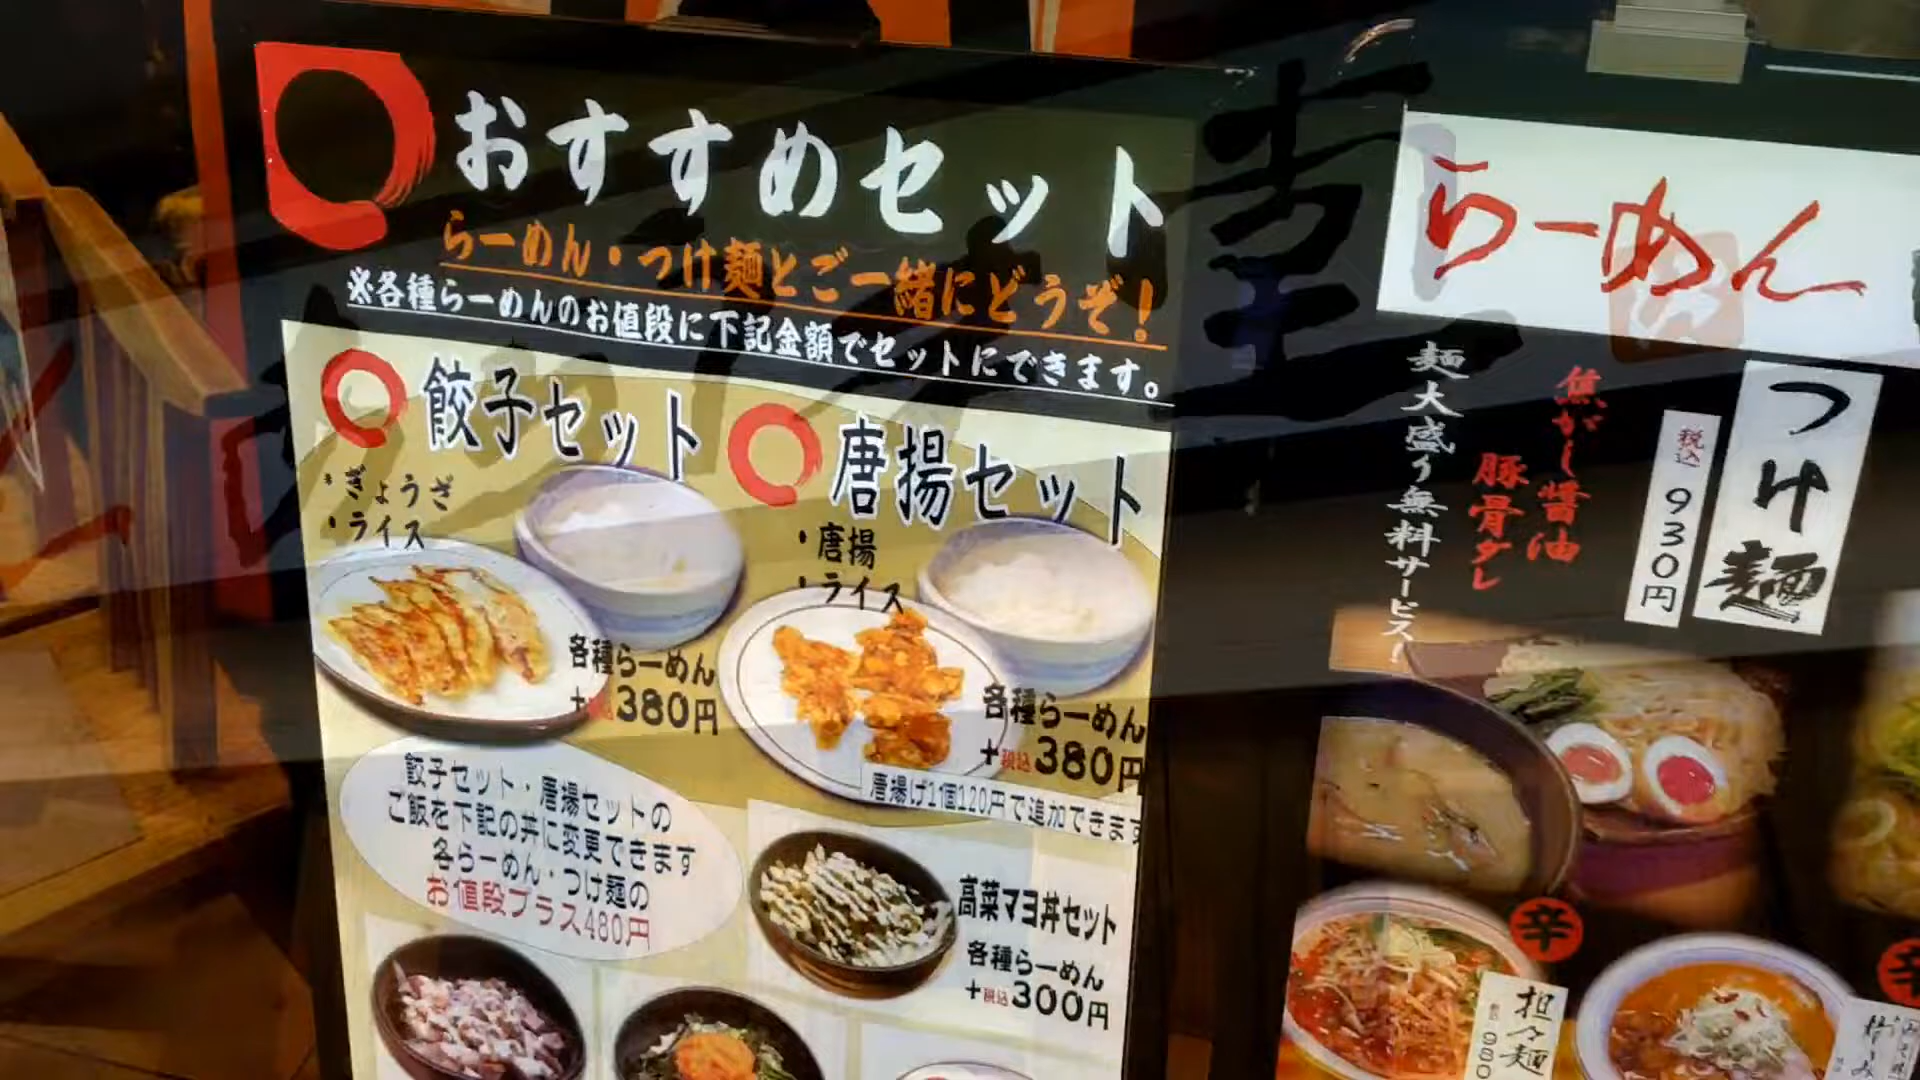 おすすめセット
らーめん・つけ麺とご一緒にどうぞ!
※各種らーめんのお値段に下記金額でセットにできます。
餃子セット
・ぎょうざ
・ライス
各種らーめん
+税込380円
唐揚セット
・唐揚
・ライス
各種らーめん
+税込380円
唐揚げ1個120円で追加できます
餃子セット・唐揚セットの
ご飯を下記の丼に変更できます
各らーめん・つけ麺の
お値段プラス480円
高菜マヨ丼セット
各種らーめん
+税込300円
らーめん
つけ麺
税込930円
焦がし醤油
豚骨ダレ
麺大盛り無料サービス!
辛
担々麺
980
辛
堂